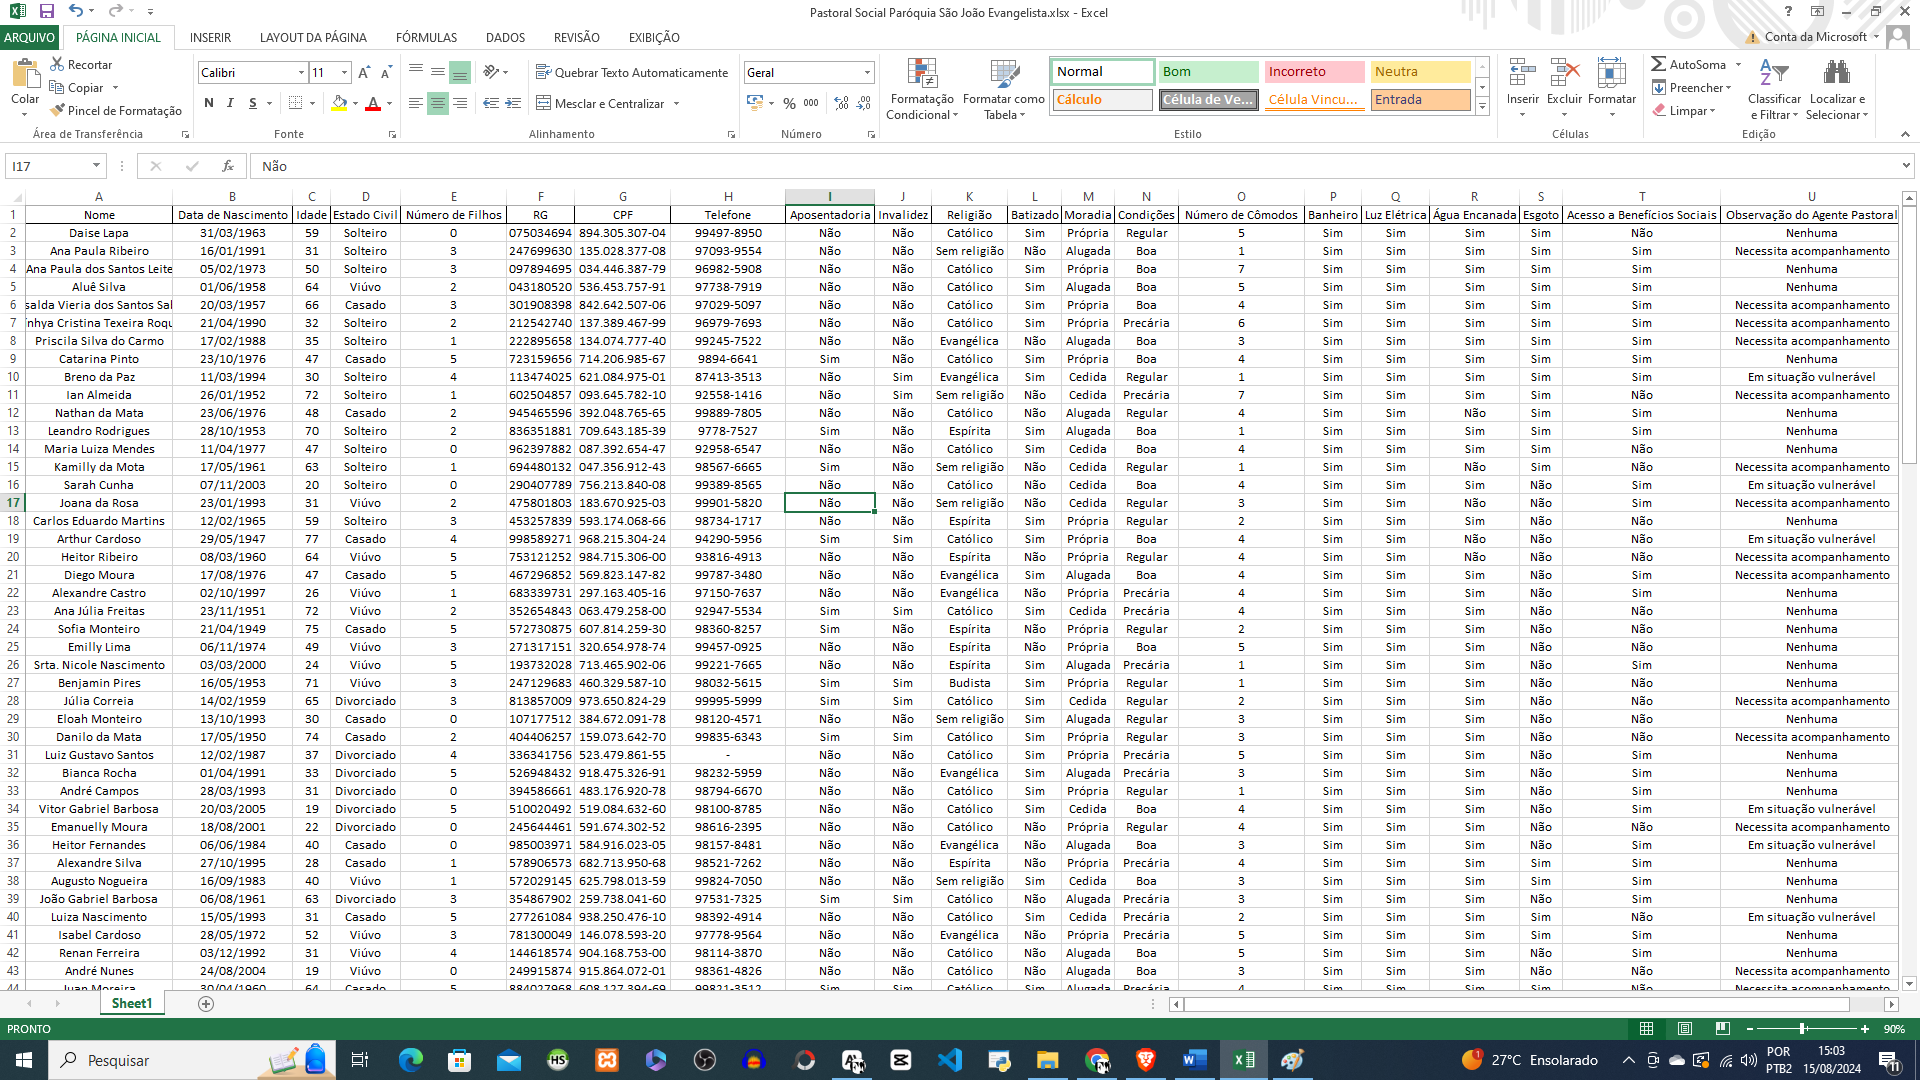 Pastoral Social Paróquia São João Evangelista.xlsx - Excel
ARQUIVO PÁGINA INICIAL INSERIR LAYOUT DA PÁGINA FÓRMULAS DADOS REVISÃO EXIBIÇÃO Conta da Microsoft
Colar Recortar Copiar Pincel de Formatação
Área de Transferência
Calibri 11
N I S
Fonte
Quebrar Texto Automaticamente
Mesclar e Centralizar
Alinhamento
Geral
% 000
Número
Formatação Condicional
Formatar como Tabela
Normal Bom Incorreto Neutra
Cálculo Célula de Ve... Célula Vincu... Entrada
Estilo
Inserir Excluir Formatar
Células
AutoSoma
Preencher
Limpar
Classificar e Filtrar
Localizar e Selecionar
Edição
I17 fx Não
A B C D E F G H I J K L M N O P Q R S T U
1 Nome Data de Nascimento Idade Estado Civil Número de Filhos RG CPF Telefone Aposentadoria Invalidez Religião Batizado Moradia Condições Número de Cômodos Banheiro Luz Elétrica Água Encanada Esgoto Acesso a Benefícios Sociais Observação do Agente Pastoral
2 Daise Lapa 31/03/1963 59 Solteiro 0 075034694 894.305.307-04 99497-8950 Não Não Católico Sim Própria Regular 5 Sim Sim Sim Sim Não Nenhuma
3 Ana Paula Ribeiro 16/01/1991 31 Solteiro 3 247699630 135.028.377-08 97093-9554 Não Não Sem religião Não Alugada Boa 1 Sim Sim Sim Sim Sim Necessita acompanhamento
4 Ana Paula dos Santos Leite 05/02/1973 50 Solteiro 3 097894695 034.446.387-79 96982-5908 Não Não Católico Sim Própria Boa 7 Sim Sim Sim Sim Sim Nenhuma
5 Aluê Silva 01/06/1958 64 Viúvo 2 043180520 536.453.757-91 97738-7919 Não Não Católico Sim Alugada Boa 5 Sim Sim Sim Sim Sim Nenhuma
6 salda Vieria dos Santos Sal 20/03/1957 66 Casado 3 301908398 842.642.507-06 97029-5097 Não Não Católico Sim Própria Boa 4 Sim Sim Sim Sim Sim Necessita acompanhamento
7 nhya Cristina Texeira Roqu 21/04/1990 32 Solteiro 2 212542740 137.389.467-99 96979-7693 Não Não Católico Sim Própria Precária 6 Sim Sim Sim Sim Sim Necessita acompanhamento
8 Priscila Silva do Carmo 17/02/1988 35 Solteiro 1 222895658 134.074.777-40 99245-7522 Não Não Evangélica Não Alugada Boa 3 Sim Sim Sim Sim Sim Necessita acompanhamento
9 Catarina Pinto 23/10/1976 47 Casado 5 723159656 714.206.985-67 9894-6641 Sim Não Católico Sim Própria Boa 4 Sim Sim Sim Sim Sim Nenhuma
10 Breno da Paz 11/03/1994 30 Solteiro 4 113474025 621.084.975-01 87413-3513 Não Sim Evangélica Sim Cedida Regular 1 Sim Sim Sim Sim Sim Em situação vulnerável
11 Ian Almeida 26/01/1952 72 Solteiro 1 602504857 093.645.782-10 92558-1416 Não Sim Sem religião Não Cedida Precária 7 Sim Sim Sim Sim Não Necessita acompanhamento
12 Nathan da Mata 23/06/1976 48 Casado 2 945465596 392.048.765-65 99889-7805 Não Não Católico Não Alugada Regular 4 Sim Sim Não Sim Sim Nenhuma
13 Leandro Rodrigues 28/10/1953 70 Solteiro 2 836351881 709.643.185-39 9778-7527 Sim Não Espírita Sim Alugada Boa 1 Sim Sim Sim Sim Sim Nenhuma
14 Maria Luiza Mendes 11/04/1977 47 Solteiro 0 962397882 087.392.654-47 92958-6547 Não Não Católico Sim Cedida Boa 4 Sim Sim Sim Sim Não Nenhuma
15 Kamilly da Mota 17/05/1961 63 Solteiro 1 694480132 047.356.912-43 98567-6665 Sim Não Sem religião Não Cedida Regular 1 Sim Sim Não Sim Sim Necessita acompanhamento
16 Sarah Cunha 07/11/2003 20 Solteiro 0 290407789 756.213.840-08 99389-8565 Não Não Católico Não Cedida Boa 4 Sim Sim Sim Não Sim Em situação vulnerável
17 Joana da Rosa 23/01/1993 31 Viúvo 2 475801803 183.670.925-03 99901-5820 Não Não Sem religião Não Cedida Regular 3 Sim Sim Não Não Sim Necessita acompanhamento
18 Carlos Eduardo Martins 12/02/1965 59 Solteiro 3 453257839 593.174.068-66 98734-1717 Não Não Espírita Sim Própria Regular 2 Sim Sim Sim Sim Não Nenhuma
19 Arthur Cardoso 29/05/1947 77 Casado 4 998589271 968.215.304-24 94290-5956 Sim Sim Católico Sim Própria Não 4 Sim Sim Não Não Sim Em situação vulnerável
20 Heitor Ribeiro 08/03/1960 64 Viúvo 5 753121252 984.715.306-00 93816-4913 Não Não Espírita Não Própria Regular 4 Sim Sim Não Não Não Necessita acompanhamento
21 Diego Moura 17/08/1976 47 Casado 5 467296852 569.823.147-82 99787-3480 Não Não Evangélica Sim Alugada Boa 4 Sim Sim Sim Não Sim Necessita acompanhamento
22 Alexandre Castro 02/10/1997 26 Viúvo 1 683339731 297.163.405-16 97150-7637 Não Não Evangélica Não Própria Precária 4 Sim Sim Sim Não Não Nenhuma
23 Ana Júlia Freitas 23/11/1951 72 Viúvo 2 352654843 063.479.258-00 92947-5534 Sim Sim Católico Sim Cedida Precária 4 Sim Sim Sim Não Não Nenhuma
24 Sofia Monteiro 21/04/1949 75 Casado 5 572730875 607.814.259-30 98360-8257 Sim Não Espírita Não Própria Regular 2 Sim Sim Sim Não Não Nenhuma
25 Emilly Lima 06/11/1974 49 Viúvo 3 271317151 320.654.978-74 99457-0925 Não Não Espírita Não Própria Boa 5 Sim Sim Sim Não Não Nenhuma
26 Srta. Nicole Nascimento 03/03/2000 24 Viúvo 5 193732028 713.465.902-06 99221-7665 Não Não Espírita Sim Alugada Precária 1 Sim Sim Sim Não Sim Nenhuma
27 Benjamin Pires 16/05/1953 71 Viúvo 3 247129683 460.329.587-10 98032-5615 Sim Sim Budista Sim Própria Regular 1 Sim Sim Sim Não Não Nenhuma
28 Júlia Correia 14/02/1959 65 Divorciado 3 813857009 973.650.824-29 99995-5999 Sim Sim Católico Sim Cedida Regular 2 Sim Sim Sim Não Não Necessita acompanhamento
29 Eloah Monteiro 13/10/1993 30 Casado 0 107177512 384.672.091-78 98120-4571 Não Não Sem religião Sim Alugada Regular 3 Sim Sim Sim Não Não Nenhuma
30 Danilo da Mata 17/05/1950 74 Casado 2 404406257 159.073.642-70 99835-6343 Sim Sim Católico Não Própria Regular 3 Sim Sim Sim Não Sim Necessita acompanhamento
31 Luiz Gustavo Santos 12/02/1987 37 Divorciado 4 336341756 523.479.861-55 - Não Não Católico Sim Própria Precária 5 Sim Sim Sim Não Sim Nenhuma
32 Bianca Rocha 01/04/1991 33 Divorciado 5 526948432 918.475.326-91 98232-5959 Não Não Evangélica Sim Alugada Precária 3 Sim Sim Sim Não Sim Nenhuma
33 André Campos 28/03/1993 31 Divorciado 0 394586661 483.176.920-78 98794-6670 Não Não Católico Não Própria Regular 1 Sim Sim Sim Não Sim Nenhuma
34 Vitor Gabriel Barbosa 20/03/2005 19 Divorciado 5 510020492 519.084.632-60 98100-8785 Não Não Católico Sim Cedida Boa 4 Sim Sim Sim Não Sim Em situação vulnerável
35 Emanuelly Moura 18/08/2001 22 Divorciado 0 245644461 591.674.302-52 98616-2395 Não Não Católico Não Própria Regular 4 Sim Sim Sim Não Não Necessita acompanhamento
36 Heitor Fernandes 06/06/1984 40 Casado 0 985003971 584.916.023-05 98157-8481 Não Não Evangélica Não Alugada Boa 3 Sim Sim Sim Não Sim Em situação vulnerável
37 Alexandre Silva 27/10/1995 28 Casado 1 578906573 682.713.950-68 98521-7262 Não Não Espírita Não Própria Precária 4 Sim Sim Sim Sim Sim Nenhuma
38 Augusto Nogueira 16/09/1983 40 Viúvo 1 572029145 625.798.013-59 99824-7050 Não Não Sem religião Sim Cedida Boa 3 Sim Sim Sim Sim Sim Nenhuma
39 João Gabriel Barbosa 06/08/1961 63 Divorciado 3 354867902 259.738.041-60 97531-7325 Sim Sim Católico Não Alugada Precária 3 Sim Sim Sim Sim Sim Nenhuma
40 Luiza Nascimento 15/05/1993 31 Casado 5 277261084 938.250.476-10 98392-4914 Não Não Católico Sim Cedida Precária 2 Sim Sim Sim Sim Não Em situação vulnerável
41 Isabel Cardoso 28/05/1972 52 Viúvo 3 781300049 146.078.593-20 97778-9564 Não Não Evangélica Não Própria Precária 5 Sim Sim Sim Sim Sim Nenhuma
42 Renan Ferreira 03/12/1992 31 Viúvo 4 144618574 904.168.753-00 98114-3870 Não Não Católico Não Alugada Boa 5 Sim Sim Sim Não Sim Nenhuma
43 André Nunes 24/08/2004 19 Viúvo 0 249915874 915.864.072-01 98361-4826 Não Não Católico Não Alugada Boa 3 Sim Sim Sim Sim Não Necessita acompanhamento
44 Juan Moreira 30/04/1960 64 Casado 5 884027968 608.127.394-69 99821-3512 Sim Sim Católico Sim Alugada Precária 4 Sim Sim Sim Sim Não Necessita acompanhamento
Sheet1
PRONTO 90%
Pesquisar 27°C Ensolarado POR PTB2 15:03 15/08/2024 11